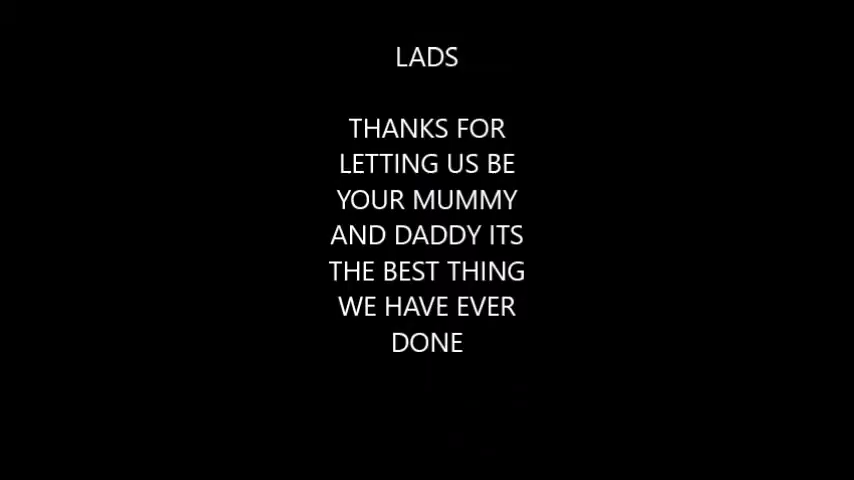 LADS
THANKS FOR
LETTING US BE
YOUR MUMMY
AND DADDY ITS
THE BEST THING
WE HAVE EVER
DONE